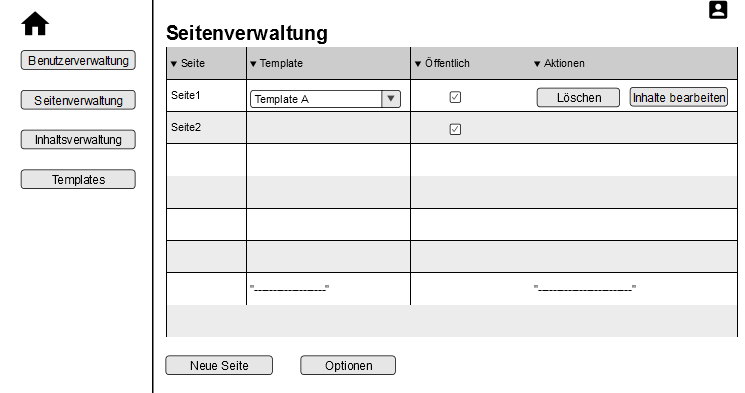 Seitenverwaltung
Benutzerverwaltung
Seitenverwaltung
Inhaltsverwaltung
Templates
▼ Seite ▼ Template ▼ Öffentlich ▼ Aktionen
Seite1 Template A Löschen Inhalte bearbeiten
Seite2
"-------------------" "-------------------------"
Neue Seite Optionen